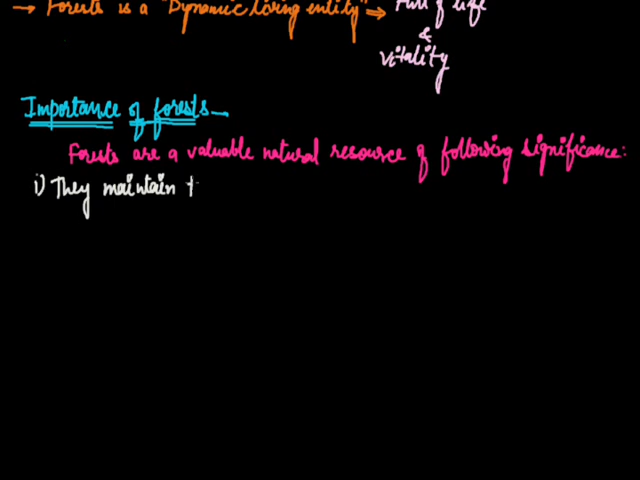 → Forests is a "Dynamic living entity" ⇒ Full of life
&
vitality
Importance of forests_
Forests are a valuable natural resource of following significance:
i) They maintain t